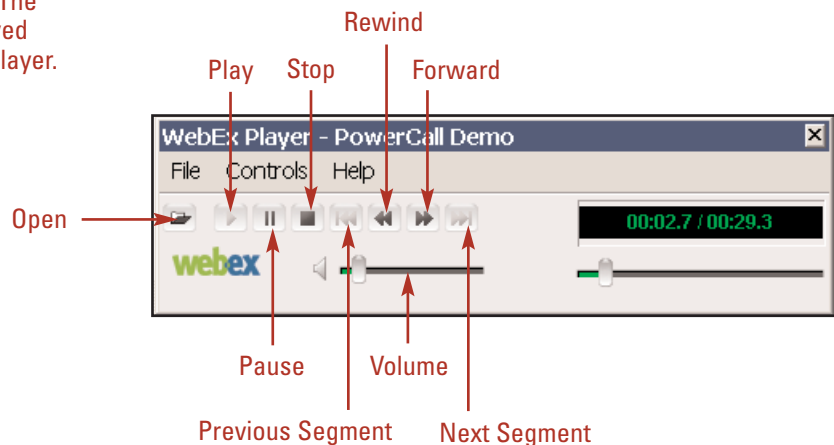 The
ed
layer.
Rewind
Play Stop Forward
WebEx Player - PowerCall Demo
File Controls Help
Open
00:02.7 / 00:29.3
webex
Pause Volume
Previous Segment Next Segment